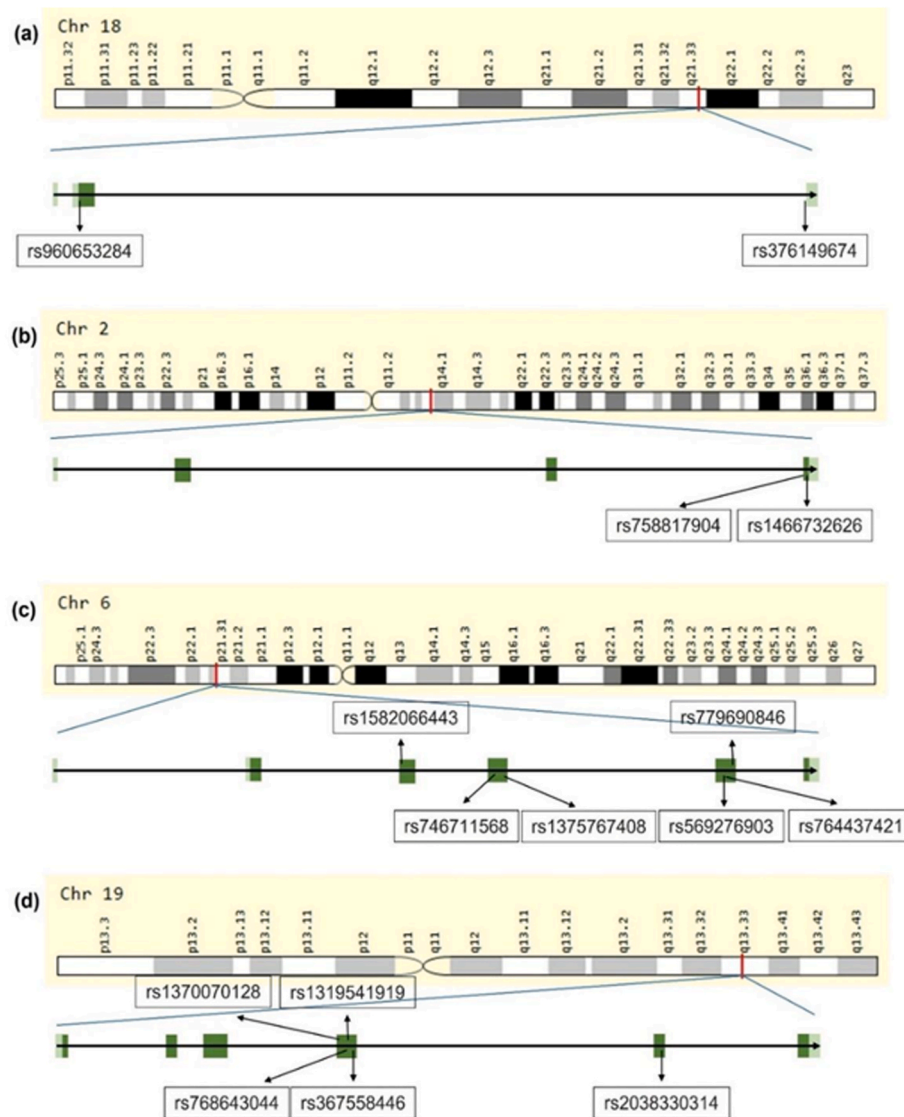 (a)
Chr 18
p11.32 p11.31 p11.23 p11.22 p11.21 p11.1 q11.1 q11.2 q12.1 q12.2 q12.3 q21.1 q21.2 q21.31 q21.32 q21.33 q22.1 q22.2 q22.3 q23
rs960653284 rs376149674
(b)
Chr 2
p25.3 p25.1 p24.3 p24.1 p23.3 p22.3 p21 p16.3 p16.1 p14 p12 p11.2 q11.2 q14.1 q14.3 q22.1 q22.3 q23.3 q24.1 q24.2 q24.3 q31.1 q32.1 q32.3 q33.1 q33.3 q34 q35 q36.1 q36.3 q37.1 q37.3
rs758817904 rs1466732626
(c)
Chr 6
p25.1 p24.3 p22.3 p22.1 p21.31 p21.2 p21.1 p12.3 p12.1 q11.1 q12 q13 q14.1 q14.3 q15 q16.1 q16.3 q21 q22.1 q22.31 q22.33 q23.2 q23.3 q24.1 q24.2 q24.3 q25.1 q25.2 q25.3 q26 q27
rs1582066443 rs779690846
rs746711568 rs1375767408 rs569276903 rs764437421
(d)
Chr 19
p13.3 p13.2 p13.13 p13.12 p13.11 p12 p11 q11 q12 q13.11 q13.12 q13.2 q13.31 q13.32 q13.33 q13.41 q13.42 q13.43
rs1370070128 rs1319541919
rs768643044 rs367558446 rs2038330314